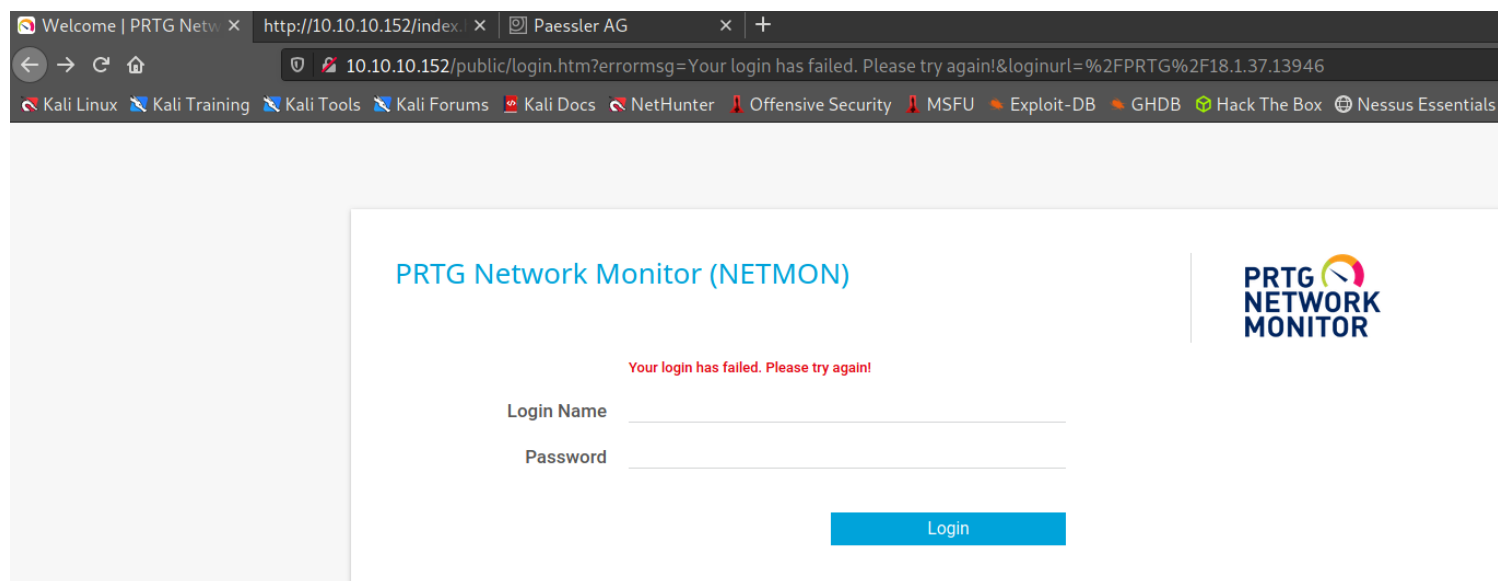 Welcome | PRTG Netw
http://10.10.10.152/index.
Paessler AG
10.10.10.152/public/login.htm?errormsg=Your login has failed. Please try again!&loginurl=%2FPRTG%2F18.1.37.13946
Kali Linux Kali Training Kali Tools Kali Forums Kali Docs NetHunter Offensive Security MSFU Exploit-DB GHDB Hack The Box Nessus Essentials
PRTG Network Monitor (NETMON)
PRTG
NETWORK
MONITOR
Your login has failed. Please try again!
Login Name
Password
Login